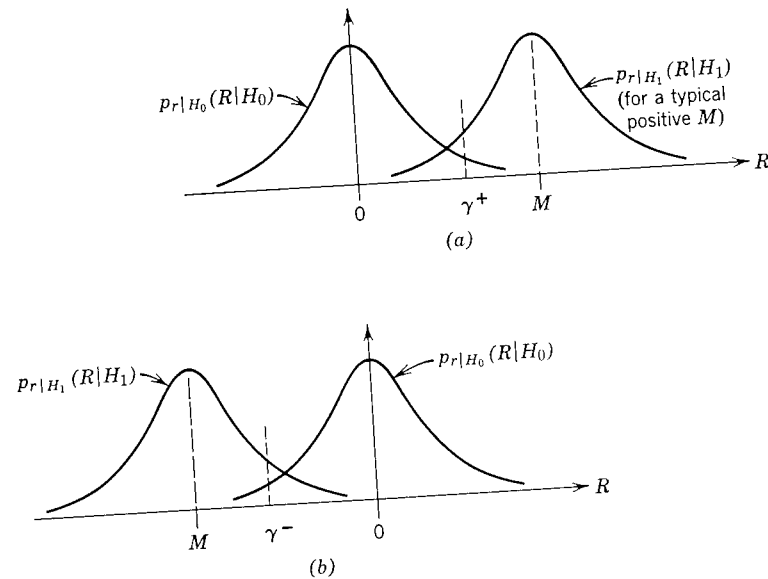 p_{r|H_0}(R|H_0)
p_{r|H_1}(R|H_1)
(for a typical
positive M)
R
0
γ^+
M
(a)
p_{r|H_1}(R|H_1)
p_{r|H_0}(R|H_0)
R
M
γ^-
0
(b)